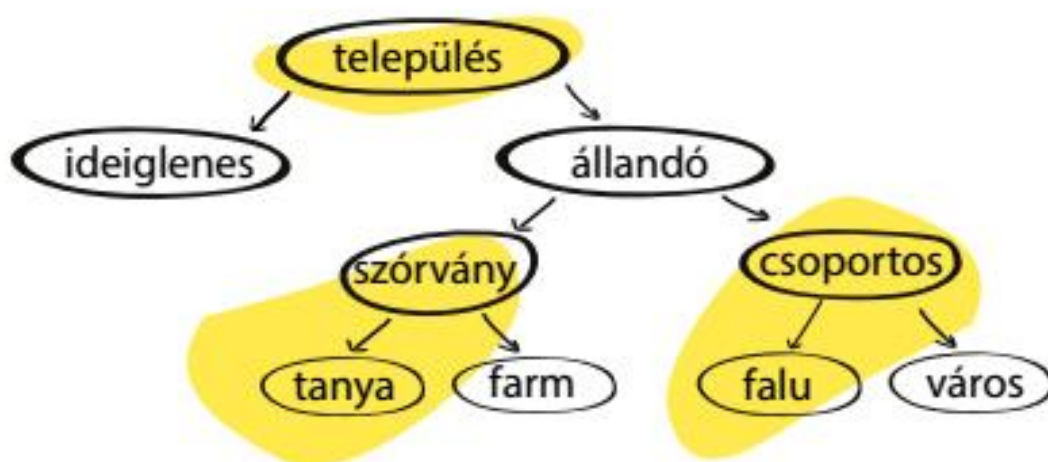 település
ideiglenes állandó
szórvány csoportos
tanya farm falu város